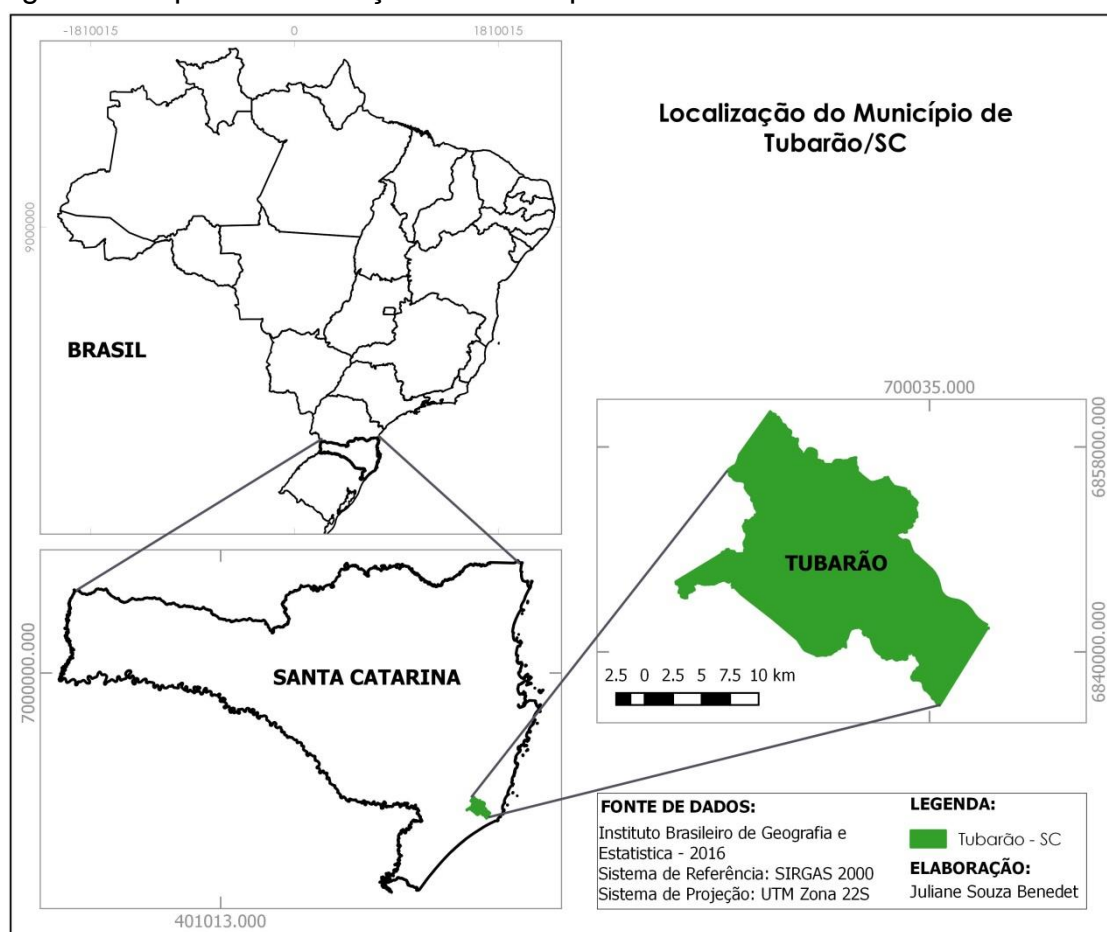 -1810015 0 1810015
9000000
BRASIL
Localização do Município de
Tubarão/SC
700035.000
6858000.000
6840000.000
TUBARÃO
2.5 0 2.5 5 7.5 10 km
7000000.000
SANTA CATARINA
401013.000
FONTE DE DADOS:
Instituto Brasileiro de Geografia e
Estatistica - 2016
Sistema de Referência: SIRGAS 2000
Sistema de Projeção: UTM Zona 22S
LEGENDA:
Tubarão - SC
ELABORAÇÃO:
Juliane Souza Benedet